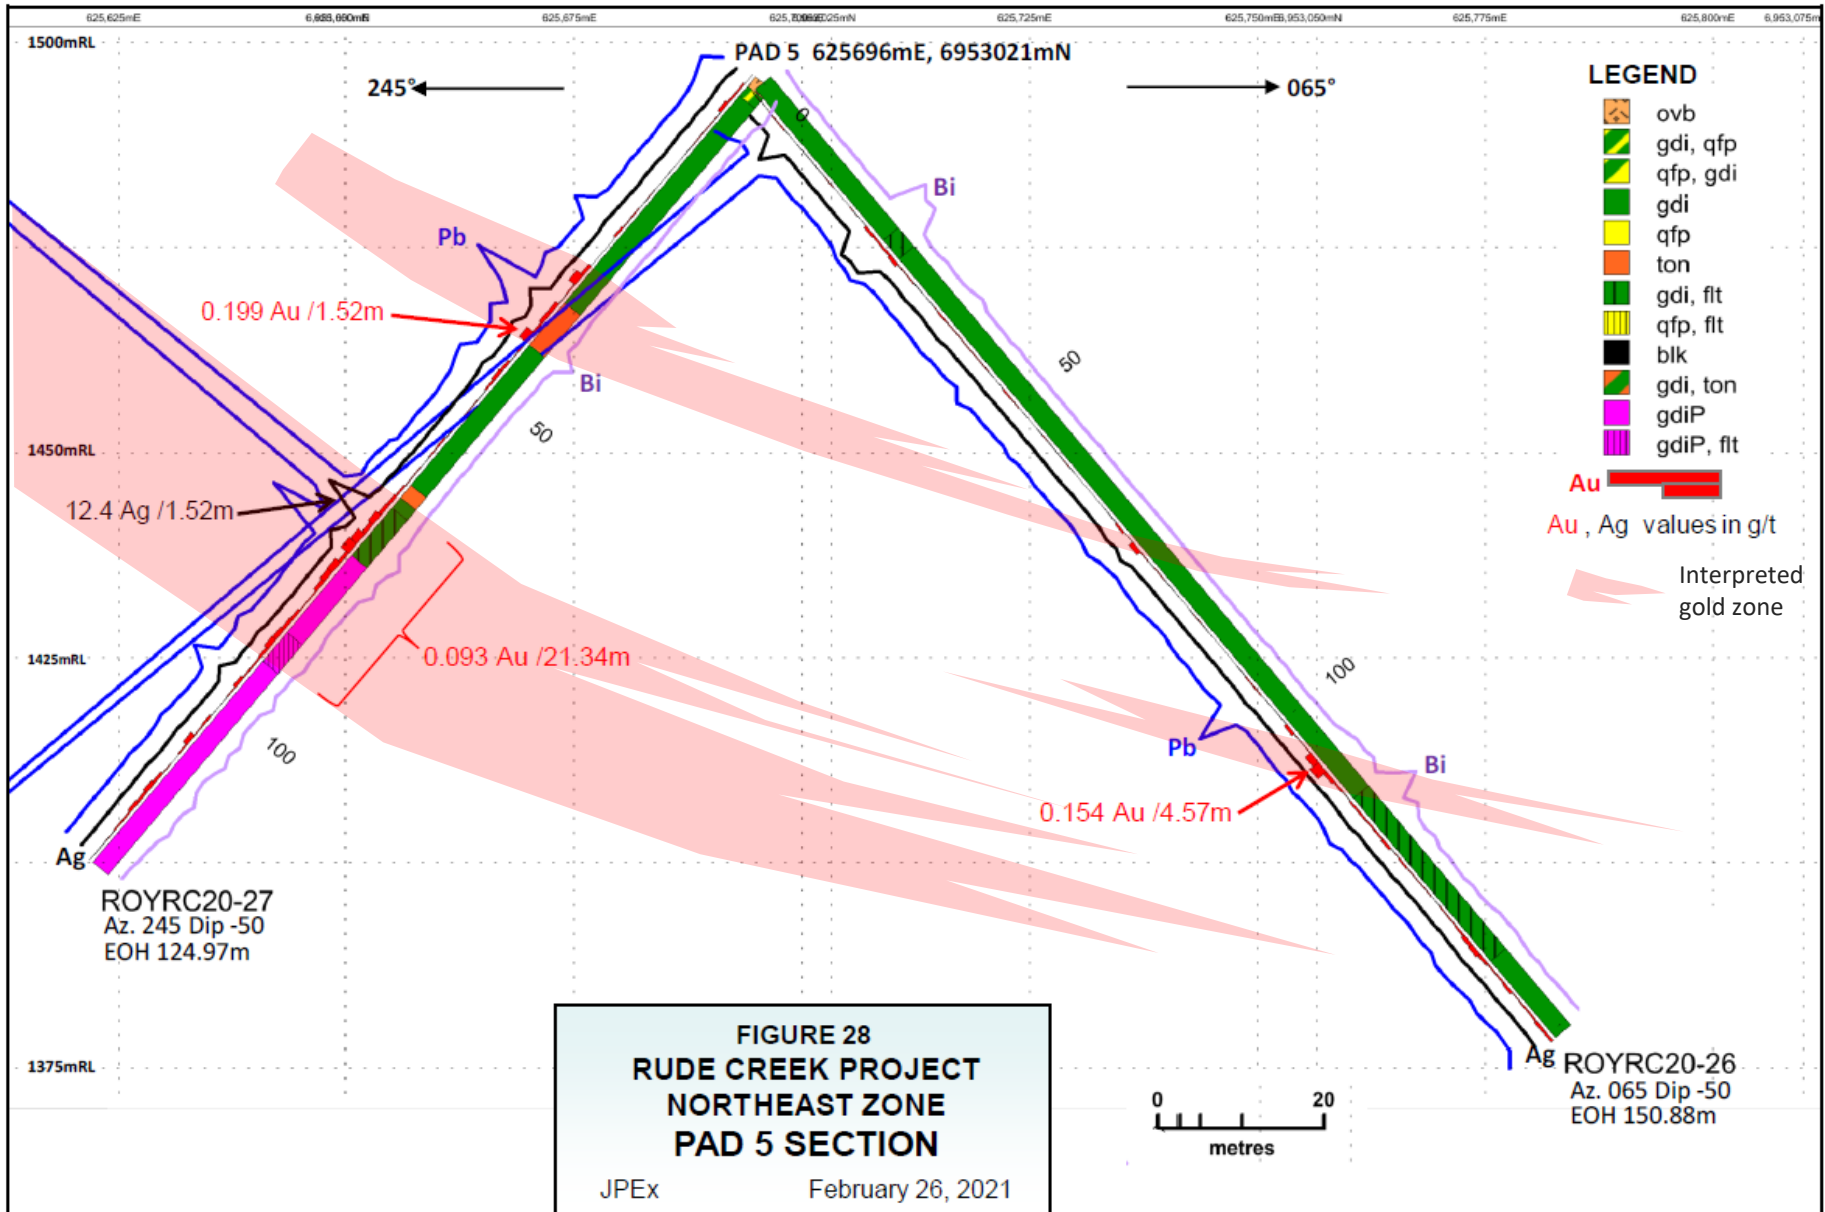 625,625mE
625,675mE
625,725mE
625,775mE
625,800mE
6,953,075m
1500mRL
PAD 5 625696mE, 6953021mN
245°
065°
LEGEND
ovb
gdi, qfp
qfp, gdi
gdi
qfp
ton
gdi, flt
qfp, flt
blk
gdi, ton
gdiP
gdiP, flt
Au
Au , Ag values in g/t
Interpreted
gold zone
0
Bi
Pb
0.199 Au /1.52m
Bi
50
50
1450mRL
12.4 Ag /1.52m
1425mRL
0.093 Au /21.34m
100
100
Pb
Bi
0.154 Au /4.57m
Ag
ROYRC20-27
Az. 245 Dip -50
EOH 124.97m
1375mRL
Ag
ROYRC20-26
Az. 065 Dip -50
EOH 150.88m
0 20
metres
FIGURE 28
RUDE CREEK PROJECT
NORTHEAST ZONE
PAD 5 SECTION
JPEx February 26, 2021